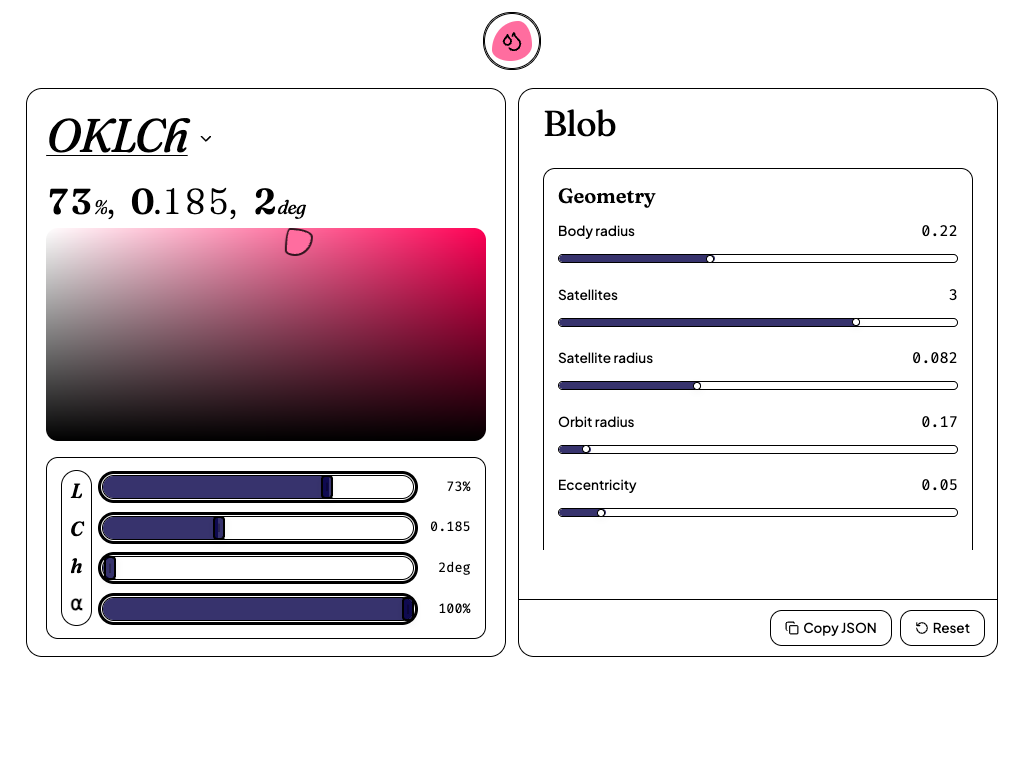 OKLCh
73%, 0.185, 2deg
L 73%
C 0.185
h 2deg
α 100%
Blob
Geometry
Body radius 0.22
Satellites 3
Satellite radius 0.082
Orbit radius 0.17
Eccentricity 0.05
Copy JSON Reset